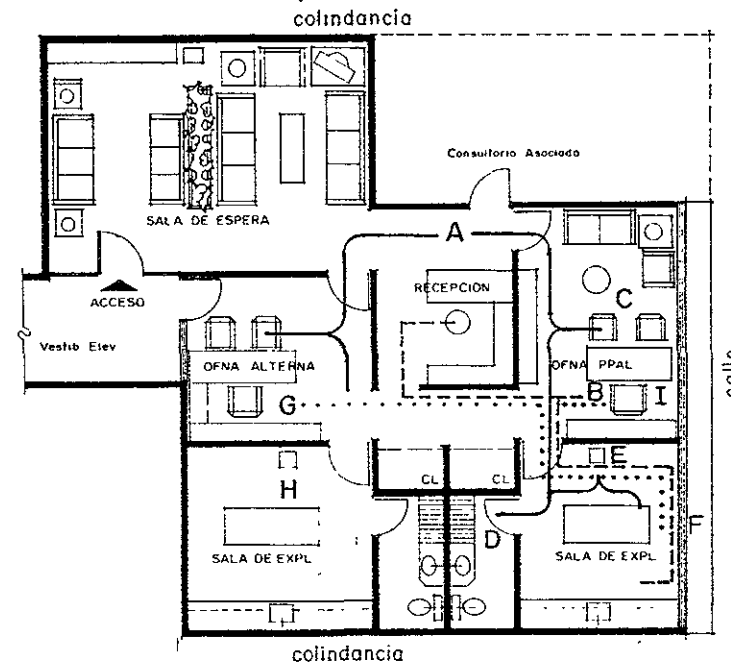 colindancia
Consultorio Asociado
SALA DE ESPERA
A
ACCESO
RECEPCION
C
Vestib Elev
OFNA ALTERNA
OFNA PPAL
calle
G
B
I
H
CL
CL
E
D
F
SALA DE EXPL
SALA DE EXPL
colindancia